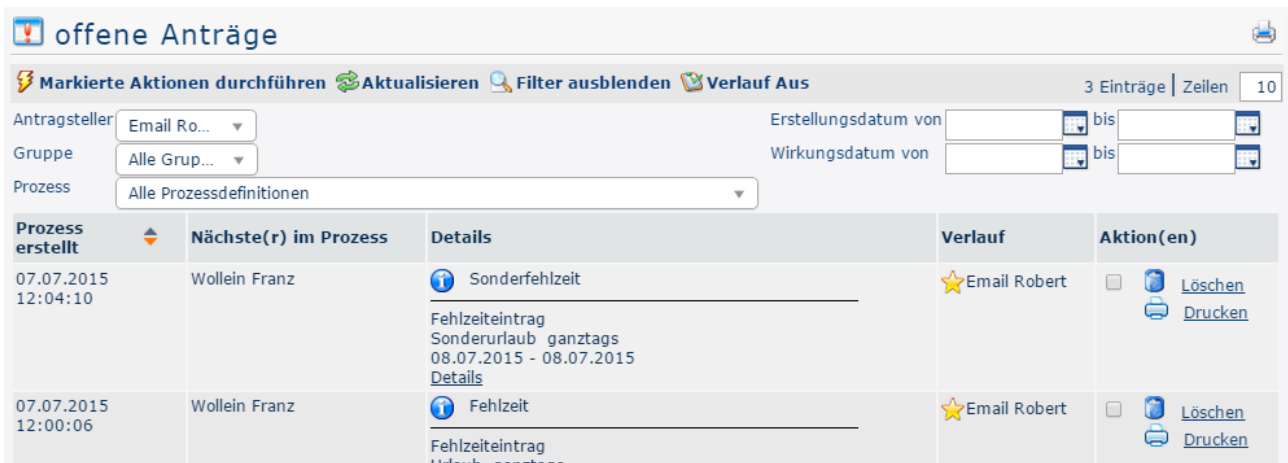 offene Anträge
Markierte Aktionen durchführen Aktualisieren Filter ausblenden Verlauf Aus 3 Einträge Zeilen 10
Antragsteller Email Ro... Erstellungsdatum von bis
Gruppe Alle Grup... Wirkungsdatum von bis
Prozess Alle Prozessdefinitionen
Prozess erstellt Nächste(r) im Prozess Details Verlauf Aktion(en)
07.07.2015 Wollein Franz Sonderfehlzeit Email Robert Löschen
12:04:10 Drucken
Fehlzeiteintrag
Sonderurlaub ganztags
08.07.2015 - 08.07.2015
Details
07.07.2015 Wollein Franz Fehlzeit Email Robert Löschen
12:00:06 Drucken
Fehlzeiteintrag
Urlaub ganztags